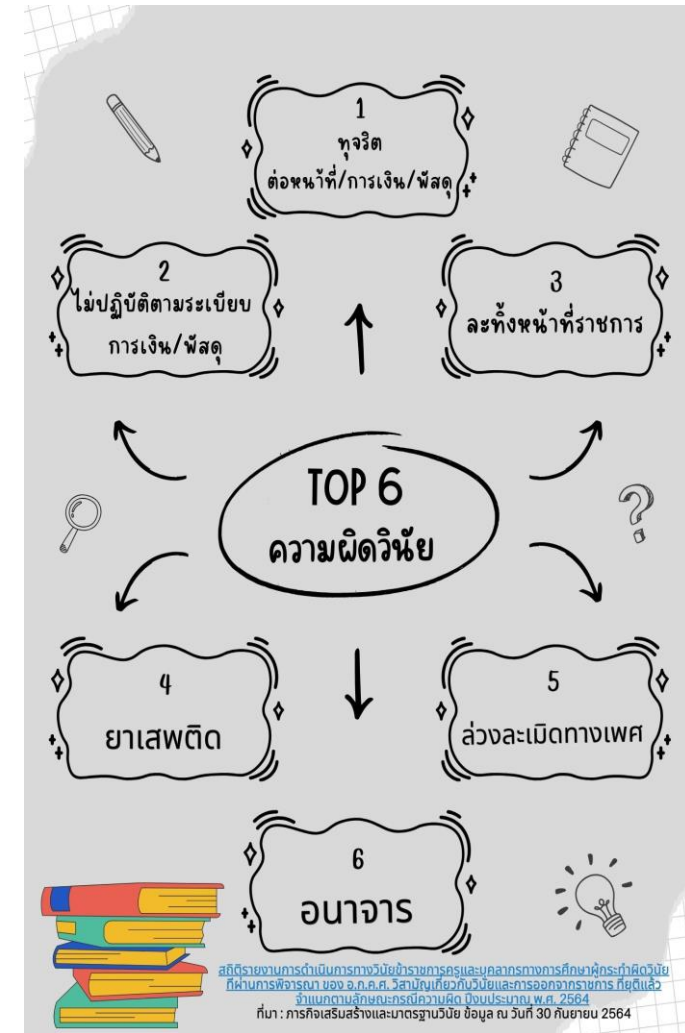 1
ทุจริต
ต่อหน้าที่/การเงิน/พัสดุ
2
ไม่ปฏิบัติตามระเบียบ
การเงิน/พัสดุ
3
ละทิ้งหน้าที่ราชการ
TOP 6
ความผิดวินัย
4
ยาเสพติด
5
ล่วงละเมิดทางเพศ
6
อนาจาร
สถิติรายงานการดำเนินการทางวินัยข้าราชการครูและบุคลากรทางการศึกษาผู้กระทำผิดวินัย
ที่ผ่านการพิจารณา ของ อ.ก.ค.ศ. วิสามัญเกี่ยวกับวินัยและการออกจากราชการ ที่ยุติแล้ว
จำแนกตามลักษณะกรณีความผิด ปีงบประมาณ พ.ศ. 2564
ที่มา : ภารกิจเสริมสร้างและมาตรฐานวินัย ข้อมูล ณ วันที่ 30 กันยายน 2564